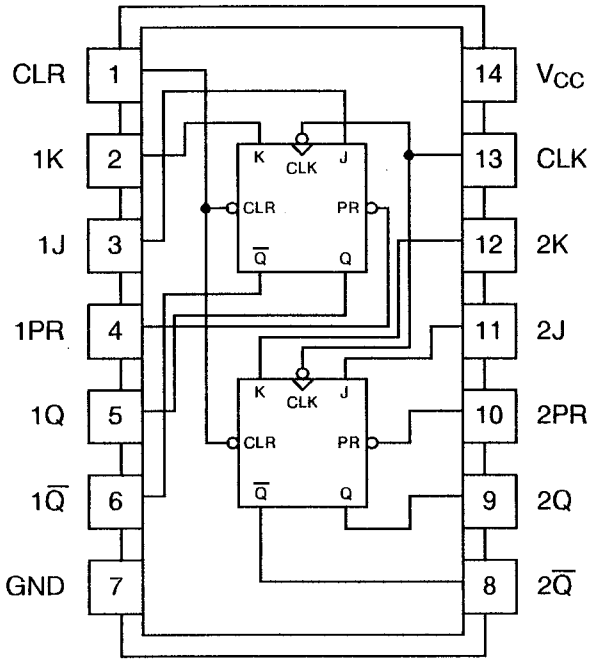 CLR 1 14 VCC
1K 2 13 CLK
K CLK J
1J 3 12 2K
CLR PR
Q̅ Q
1PR 4 11 2J
1Q 5 10 2PR
K CLK J
CLR PR
1Q̅ 6 9 2Q
Q̅ Q
GND 7 8 2Q̅